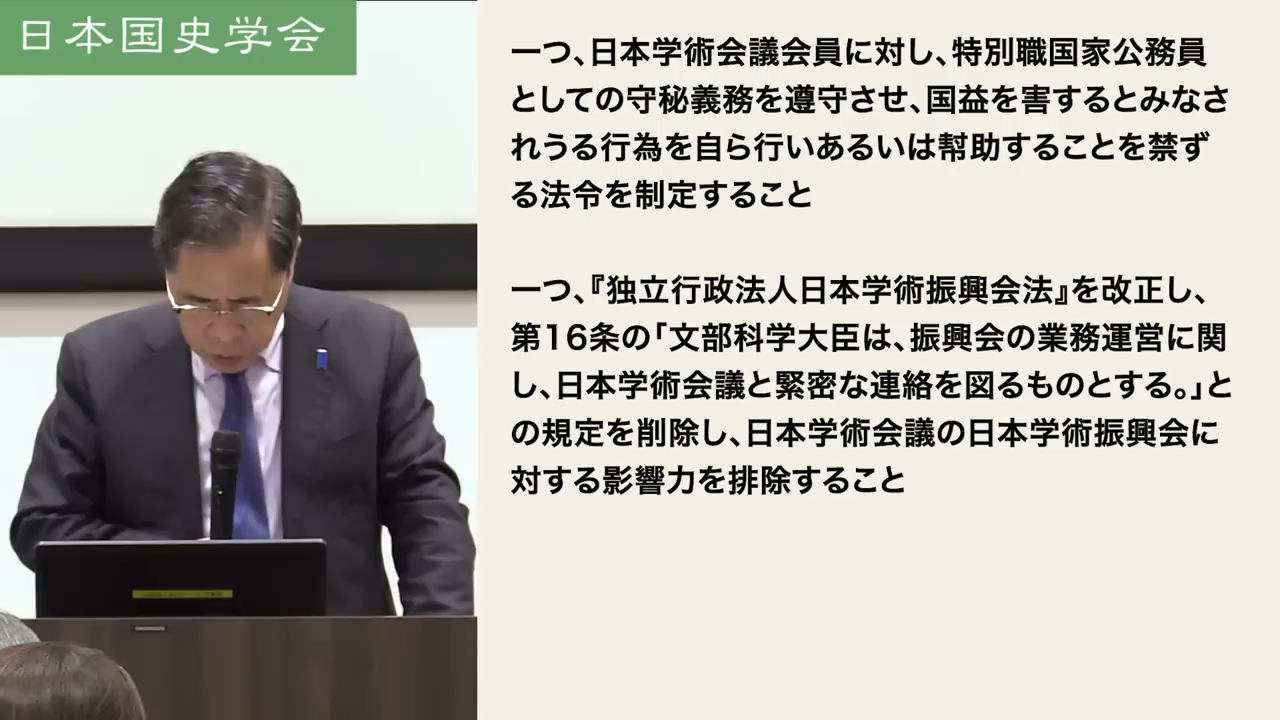 日本国史学会
一つ、日本学術会議会員に対し、特別職国家公務員
としての守秘義務を遵守させ、国益を害するとみなさ
れうる行為を自ら行いあるいは幇助することを禁ず
る法令を制定すること
一つ、『独立行政法人日本学術振興会法』を改正し、
第16条の「文部科学大臣は、振興会の業務運営に関
し、日本学術会議と緊密な連絡を図るものとする。」と
の規定を削除し、日本学術会議の日本学術振興会に
対する影響力を排除すること